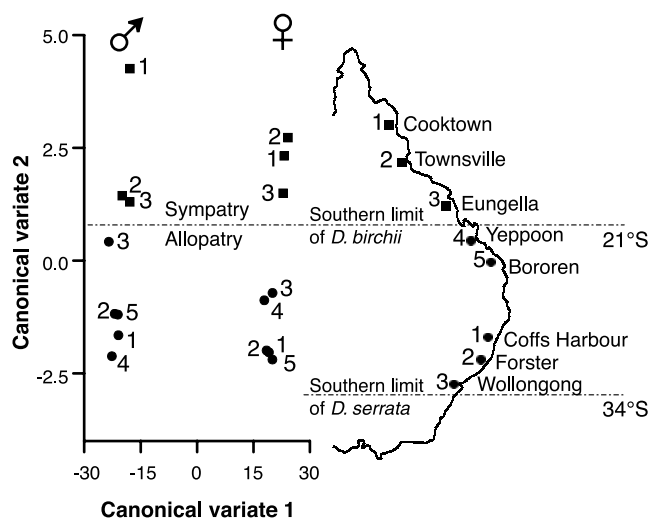 ♂ ♀
5.0
2.5
0.0
-2.5
Canonical variate 2
-30 -15 0 15 30
Canonical variate 1
1
2
3
2
1
3
Sympatry
Allopatry
3
2 5
1
4
3
4
2 1
5
1 Cooktown
2 Townsville
3 Eungella
Southern limit
of D. birchii
21°S
4 Yeppoon
5 Bororen
1 Coffs Harbour
2 Forster
3 Wollongong
Southern limit
of D. serrata
34°S